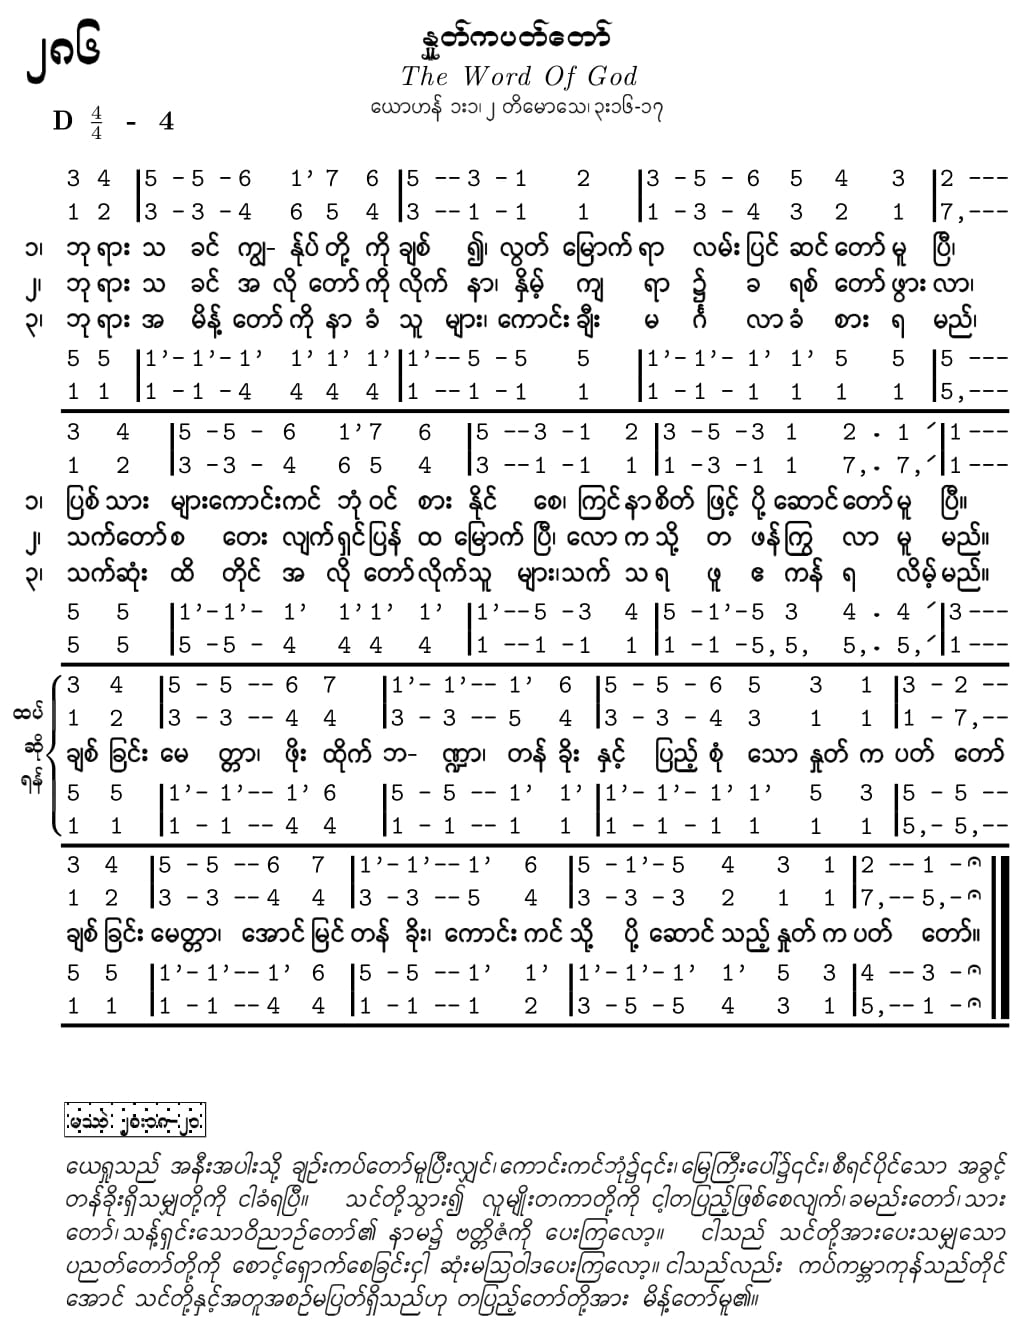 ၂၈၆
နှုတ်ကပတ်တော်
The Word Of God
ယောဟန် ၁း၁၊ ၂ တိမောသေ၊ ၃း၁၆-၁၇
D 4/4 - 4
3 4 |5 - 5 - 6 1’ 7 6 |5 -- 3 - 1 2 |3 - 5 - 6 5 4 3 |2 ---
1 2 |3 - 3 - 4 6 5 4 |3 -- 1 - 1 1 |1 - 3 - 4 3 2 1 |7,---
၁၊ ဘု ရား သ ခင် ကျွ- န်ုပ် တို့ ကို ချစ် ၍၊ လွတ် မြောက် ရာ လမ်း ပြင် ဆင် တော် မူ ပြီ၊
၂၊ ဘု ရား သ ခင် အ လို တော် ကို လိုက် နာ၊ နှိမ့် ကျ ရာ ၌ ခ ရစ် တော် ဖွား လာ၊
၃၊ ဘု ရား အ မိန့် တော် ကို နာ ခံ သူ များ၊ ကောင်း ချီး မ င်္ဂ လာ ခံ စား ရ မည်၊
5 5 |1’- 1’- 1’ 1’ 1’ 1’ |1’-- 5 - 5 5 |1’- 1’- 1’ 1’ 5 5 |5 ---
1 1 |1 - 1 - 4 4 4 4 |1 -- 1 - 1 1 |1 - 1 - 1 1 1 1 |5,---
3 4 |5 - 5 - 6 1’ 7 6 |5 -- 3 - 1 2 |3 - 5 - 3 1 2 . 1 ⁄ |1 ---
1 2 |3 - 3 - 4 6 5 4 |3 -- 1 - 1 1 |1 - 3 - 1 1 7,. 7,⁄ |1 ---
၁၊ ပြစ် သား များကောင်းကင် ဘုံ ဝင် စား နိုင် စေ၊ ကြင် နာ စိတ် ဖြင့် ပို့ ဆောင် တော် မူ ပြီ။
၂၊ သက်တော် စ တေး လျက် ရှင် ပြန် ထ မြောက် ပြီ၊ လော က သို့ တ ဖန် ကြွ လာ မူ မည်။
၃၊ သက်ဆုံး ထိ တိုင် အ လို တော် လိုက် သူ များ၊သက် သ ရ ဖူ ဧ ကန် ရ လိမ့် မည်။
5 5 |1’-1’- 1’ 1’ 1’ 1’ |1’-- 5 - 3 4 |5 - 1’- 5 3 4 . 4 ⁄ |3 ---
5 5 |5 - 5 - 4 4 4 4 |1 -- 1 - 1 1 |1 - 1 - 5, 5, 5,. 5,⁄ |1 ---
ထပ် ဆို ရန်
3 4 |5 - 5 -- 6 7 |1’- 1’-- 1’ 6 |5 - 5 - 6 5 3 1 |3 - 2 --
1 2 |3 - 3 -- 4 4 |3 - 3 -- 5 4 |3 - 3 - 4 3 1 1 |1 - 7,--
ချစ် ခြင်း မေ တ္တာ၊ ဖိုး ထိုက် ဘ- ဏ္ဍာ၊ တန် ခိုး နှင့် ပြည့် စုံ သော နှုတ် က ပတ် တော်
5 5 |1’- 1’-- 1’ 6 |5 - 5 -- 1’ 1’ |1’- 1’- 1’ 1’ 5 3 |5 - 5 --
1 1 |1 - 1 -- 4 4 |1 - 1 -- 1 1 |1 - 1 - 1 1 1 1 |5,- 5,--
3 4 |5 - 5 -- 6 7 |1’- 1’-- 1’ 6 |5 - 1’- 5 4 3 1 |2 -- 1 -
1 2 |3 - 3 -- 4 4 |3 - 3 -- 5 4 |3 - 3 - 3 2 1 1 |7,-- 5,-
ချစ် ခြင်း မေတ္တာ၊ အောင် မြင် တန် ခိုး၊ ကောင်း ကင် သို့ ပို့ ဆောင် သည့် နှုတ် က ပတ် တော်။
5 5 |1’- 1’-- 1’ 6 |5 - 5 -- 1’ 1’ |1’- 1’- 1’ 1’ 5 3 |4 -- 3 -
1 1 |1 - 1 -- 4 4 |1 - 1 -- 1 2 |3 - 5 - 5 4 3 1 |5,-- 1 -
မဿဲ ၂၈း၁၈-၂၀
ယေရှုသည် အနီးအပါးသို့ ချဉ်းကပ်တော်မူပြီးလျှင်၊ ကောင်းကင်ဘုံ၌၎င်း၊ မြေကြီးပေါ်၌၎င်း၊ စီရင်ပိုင်သော အခွင့်
တန်ခိုးရှိသမျှတို့ကို ငါခံရပြီ။ သင်တို့သွား၍ လူမျိုးတကာတို့ကို ငါ့တပြည့်ဖြစ်စေလျက်၊ ခမည်းတော်၊ သား
တော်၊ သန့်ရှင်းသောဝိညာဉ်တော်၏ နာမ၌ ဗတ္တိဇံကို ပေးကြလော့။ ငါသည် သင်တို့အားပေးသမျှသော
ပညတ်တော်တို့ကို စောင့်ရှောက်စေခြင်းငှါ ဆုံးမဩဝါဒပေးကြလော့။ ငါသည်လည်း ကပ်ကမ္ဘာကုန်သည်တိုင်
အောင် သင်တို့နှင့်အတူအစဉ်မပြတ်ရှိသည်ဟု တပြည့်တော်တို့အား မိန့်တော်မူ၏။